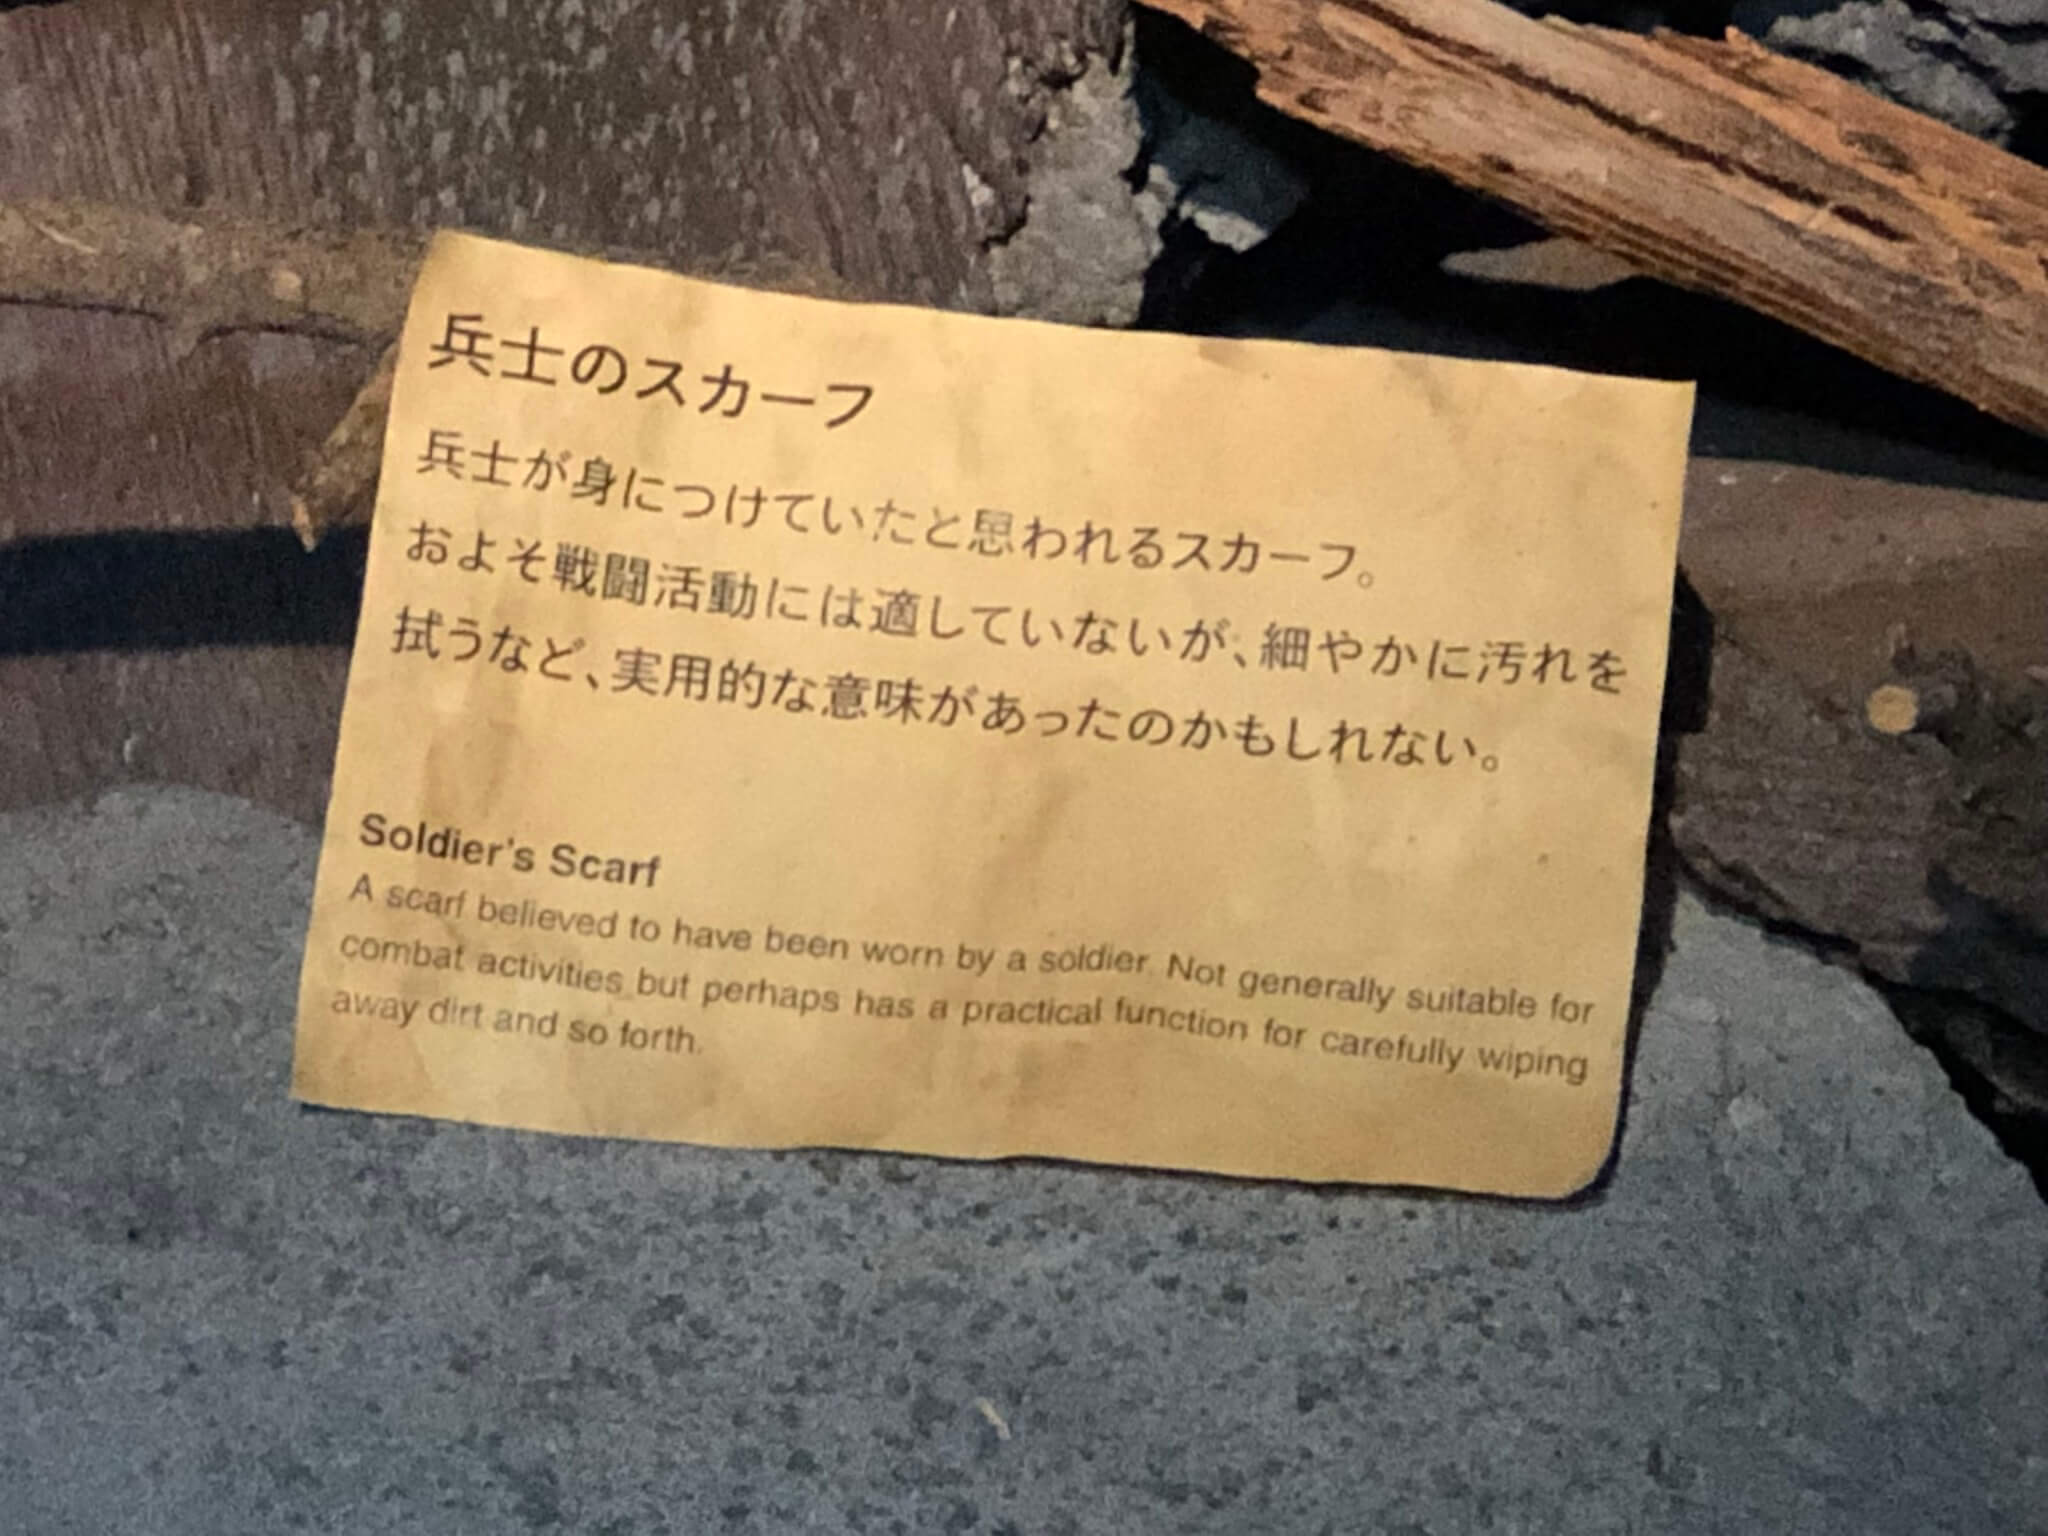 兵士のスカーフ
兵士が身につけていたと思われるスカーフ。
およそ戦闘活動には適していないが、細やかに汚れを
拭うなど、実用的な意味があったのかもしれない。
Soldier's Scarf
A scarf believed to have been worn by a soldier. Not generally suitable for
combat activities but perhaps has a practical function for carefully wiping
away dirt and so forth.